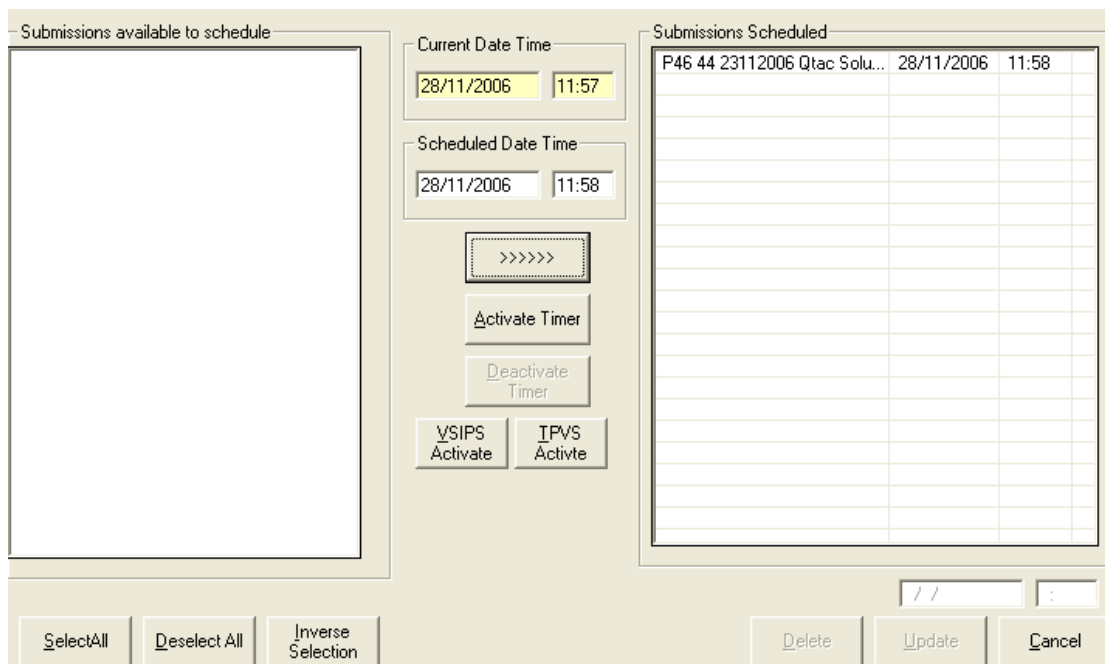 Submissions available to schedule
Current Date Time
28/11/2006 11:57
Scheduled Date Time
28/11/2006 11:58
>>>>>>
Activate Timer
Deactivate
Timer
VSIPS
Activate
TPVS
Activte
Submissions Scheduled
P46 44 23112006 Qtac Solu... 28/11/2006 11:58
/ / :
SelectAll
Deselect All
Inverse
Selection
Delete
Update
Cancel